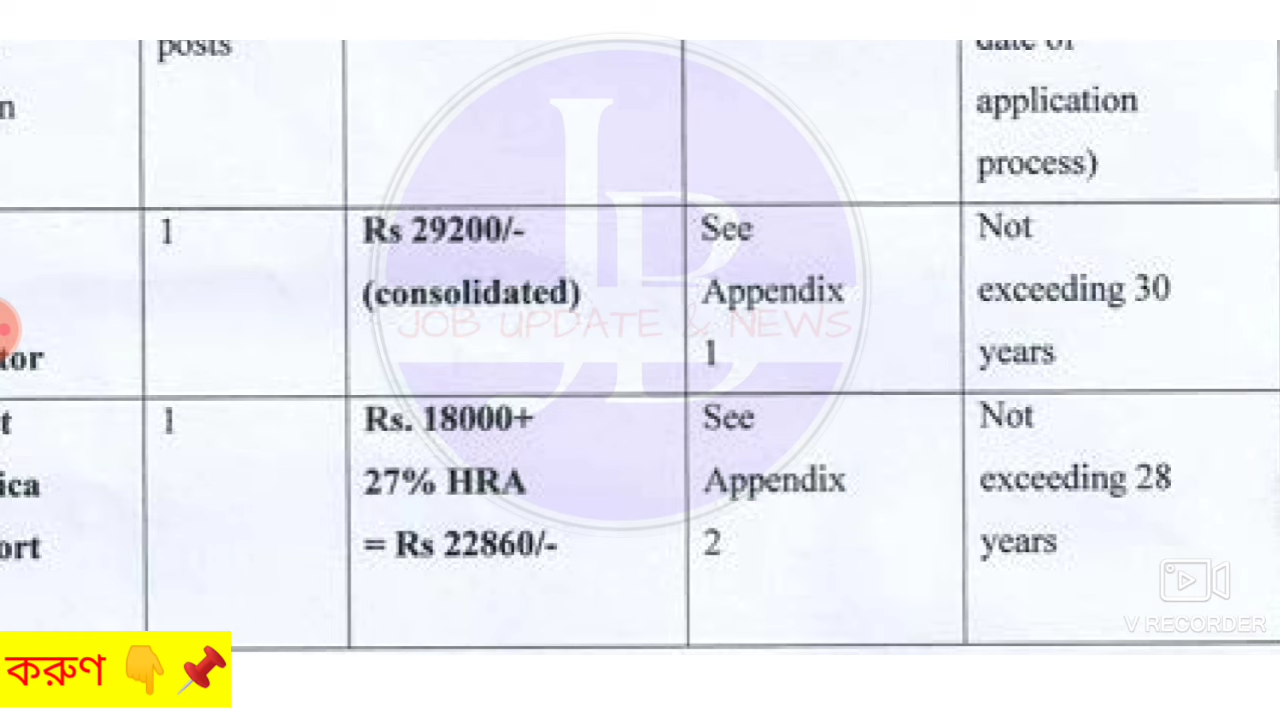 posts
date of
n
application
process)
1
Rs 29200/-
See
Not
(consolidated)
Appendix
exceeding 30
JOB UPDATE & NEWS
tor
1
years
t
1
Rs. 18000+
See
Not
ica
27% HRA
Appendix
exceeding 28
ort
= Rs 22860/-
2
years
V RECORDER
করুণ 👇📌